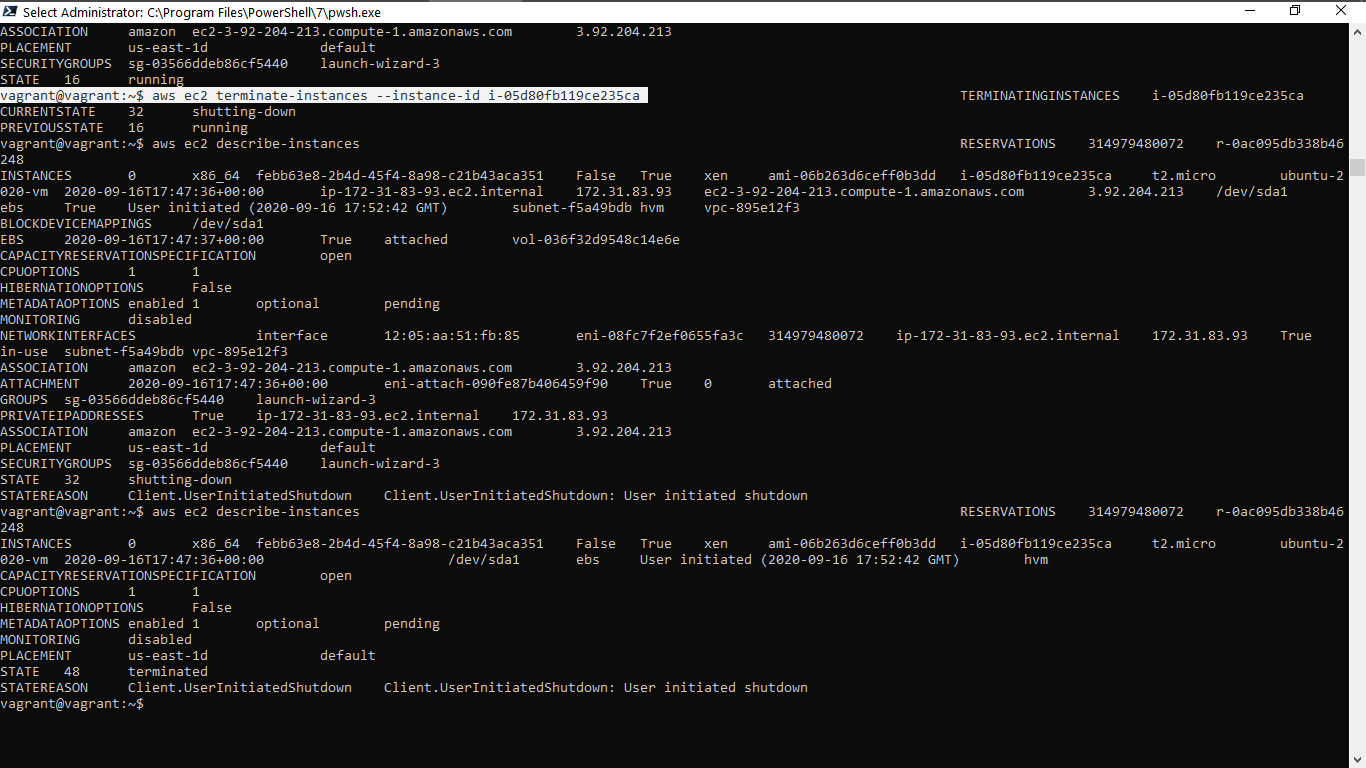 Select Administrator: C:\Program Files\PowerShell\7\pwsh.exe
ASSOCIATION amazon ec2-3-92-204-213.compute-1.amazonaws.com 3.92.204.213
PLACEMENT us-east-1d default
SECURITYGROUPS sg-03566ddeb86cf5440 launch-wizard-3
STATE 16 running
vagrant@vagrant:~$ aws ec2 terminate-instances --instance-id i-05d80fb119ce235ca TERMINATINGINSTANCES i-05d80fb119ce235ca
CURRENTSTATE 32 shutting-down
PREVIOUSSTATE 16 running
vagrant@vagrant:~$ aws ec2 describe-instances RESERVATIONS 314979480072 r-0ac095db338b46
248
INSTANCES 0 x86_64 febb63e8-2b4d-45f4-8a98-c21b43aca351 False True xen ami-06b263d6ceff0b3dd i-05d80fb119ce235ca t2.micro ubuntu-2
020-vm 2020-09-16T17:47:36+00:00 ip-172-31-83-93.ec2.internal 172.31.83.93 ec2-3-92-204-213.compute-1.amazonaws.com 3.92.204.213 /dev/sda1
ebs True User initiated (2020-09-16 17:52:42 GMT) subnet-f5a49bdb hvm vpc-895e12f3
BLOCKDEVICEMAPPINGS /dev/sda1
EBS 2020-09-16T17:47:37+00:00 True attached vol-036f32d9548c14e6e
CAPACITYRESERVATIONSPECIFICATION open
CPUOPTIONS 1 1
HIBERNATIONOPTIONS False
METADATAOPTIONS enabled 1 optional pending
MONITORING disabled
NETWORKINTERFACES interface 12:05:aa:51:fb:85 eni-08fc7f2ef0655fa3c 314979480072 ip-172-31-83-93.ec2.internal 172.31.83.93 True
in-use subnet-f5a49bdb vpc-895e12f3
ASSOCIATION amazon ec2-3-92-204-213.compute-1.amazonaws.com 3.92.204.213
ATTACHMENT 2020-09-16T17:47:36+00:00 eni-attach-090fe87b406459f90 True 0 attached
GROUPS sg-03566ddeb86cf5440 launch-wizard-3
PRIVATEIPADDRESSES True ip-172-31-83-93.ec2.internal 172.31.83.93
ASSOCIATION amazon ec2-3-92-204-213.compute-1.amazonaws.com 3.92.204.213
PLACEMENT us-east-1d default
SECURITYGROUPS sg-03566ddeb86cf5440 launch-wizard-3
STATE 32 shutting-down
STATEREASON Client.UserInitiatedShutdown Client.UserInitiatedShutdown: User initiated shutdown
vagrant@vagrant:~$ aws ec2 describe-instances RESERVATIONS 314979480072 r-0ac095db338b46
248
INSTANCES 0 x86_64 febb63e8-2b4d-45f4-8a98-c21b43aca351 False True xen ami-06b263d6ceff0b3dd i-05d80fb119ce235ca t2.micro ubuntu-2
020-vm 2020-09-16T17:47:36+00:00 /dev/sda1 ebs User initiated (2020-09-16 17:52:42 GMT) hvm
CAPACITYRESERVATIONSPECIFICATION open
CPUOPTIONS 1 1
HIBERNATIONOPTIONS False
METADATAOPTIONS enabled 1 optional pending
MONITORING disabled
PLACEMENT us-east-1d default
STATE 48 terminated
STATEREASON Client.UserInitiatedShutdown Client.UserInitiatedShutdown: User initiated shutdown
vagrant@vagrant:~$